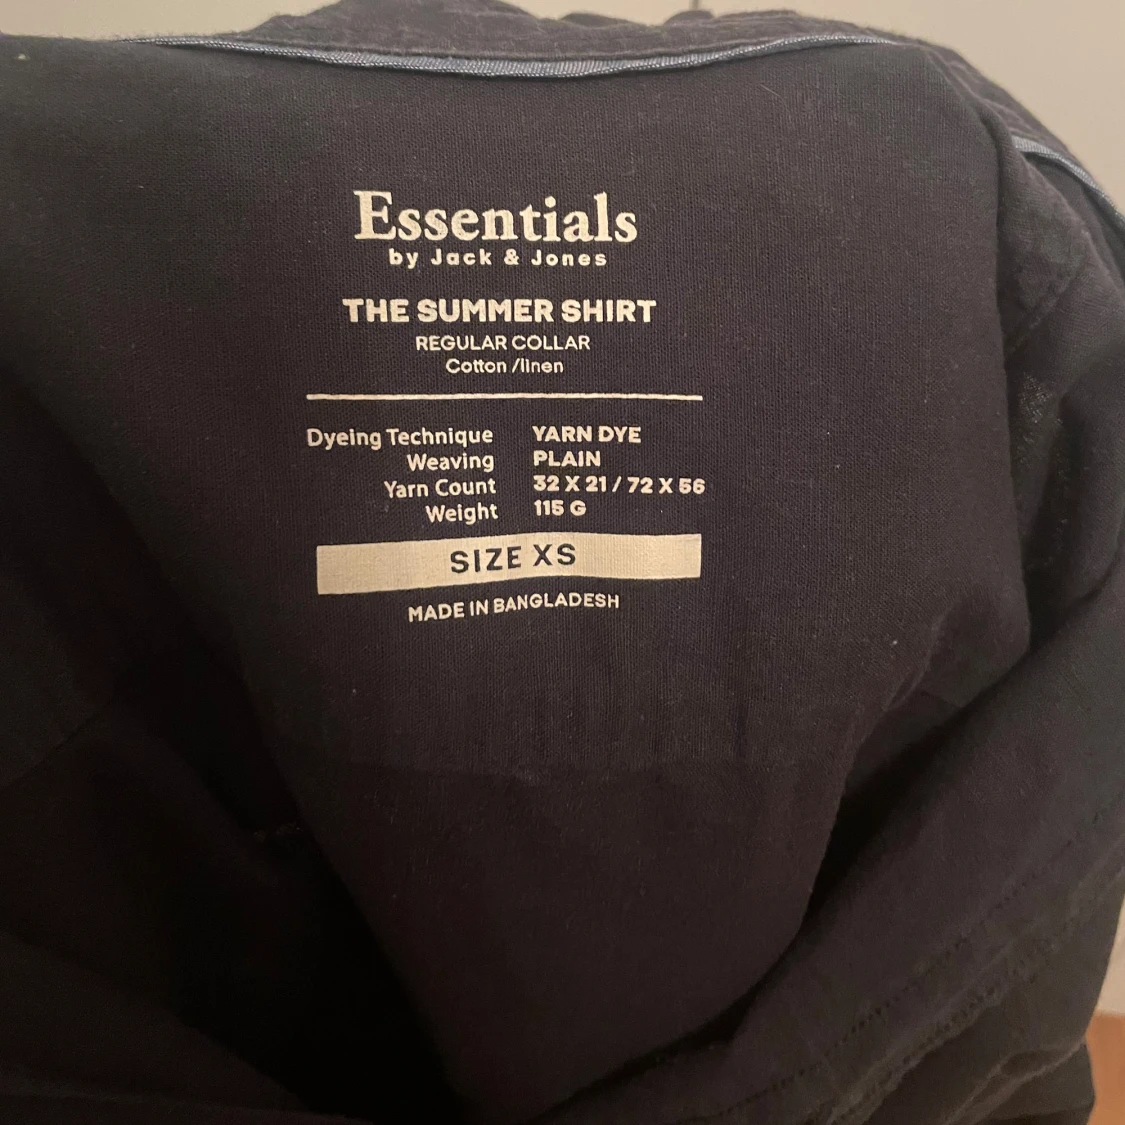 Essentials
by Jack & Jones
THE SUMMER SHIRT
REGULAR COLLAR
Cotton /linen
Dyeing Technique YARN DYE
Weaving PLAIN
Yarn Count 32 X 21 / 72 X 56
Weight 115 G
SIZE XS
MADE IN BANGLADESH